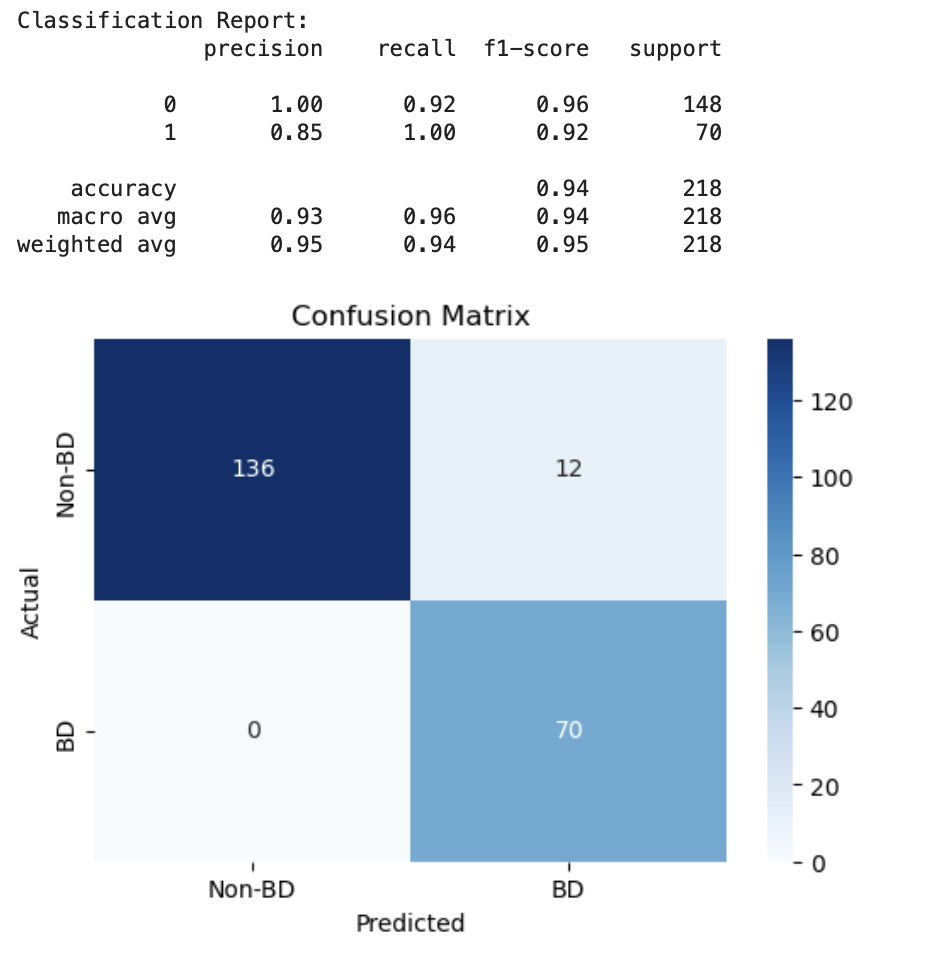 Classification Report:
precision recall f1-score support
0 1.00 0.92 0.96 148
1 0.85 1.00 0.92 70
accuracy 0.94 218
macro avg 0.93 0.96 0.94 218
weighted avg 0.95 0.94 0.95 218
Confusion Matrix
Actual
Non-BD
136 12
BD
0 70
Non-BD BD
Predicted
120
100
80
60
40
20
0